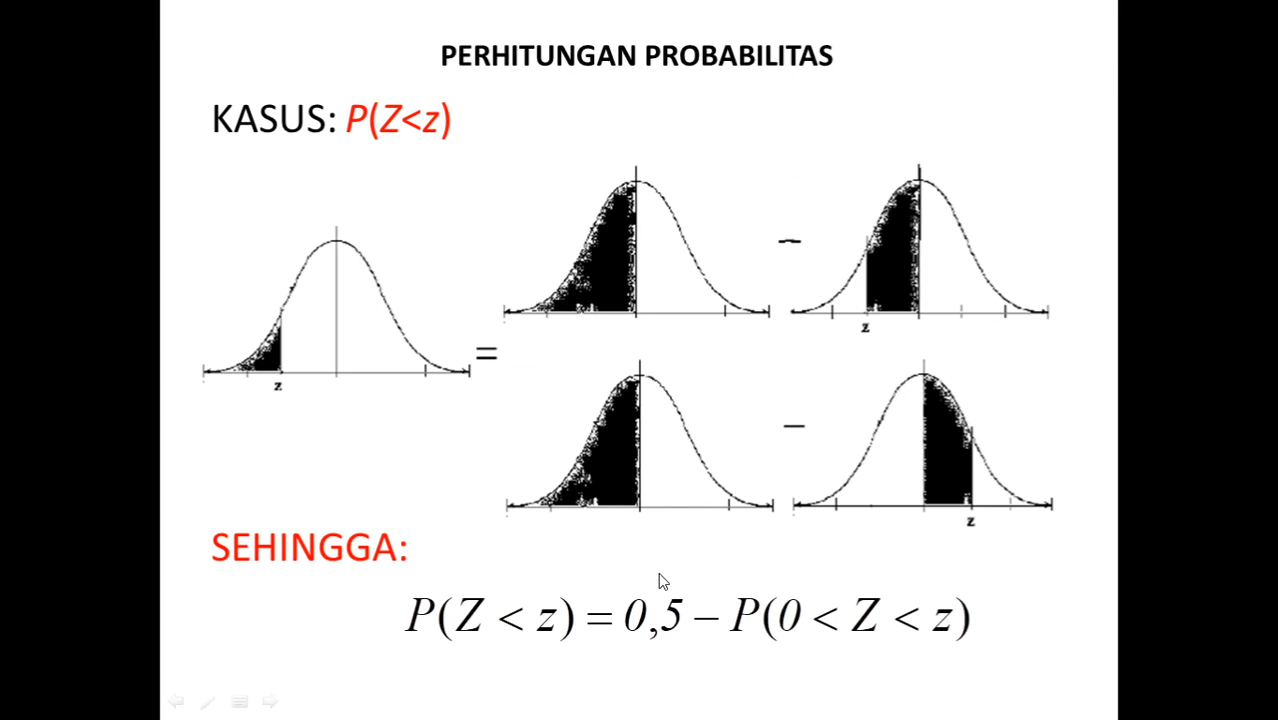 PERHITUNGAN PROBABILITAS
KASUS: P(Z<z)
−
z
z
=
−
z
SEHINGGA:
P(Z < z) = 0,5 − P(0 < Z < z)